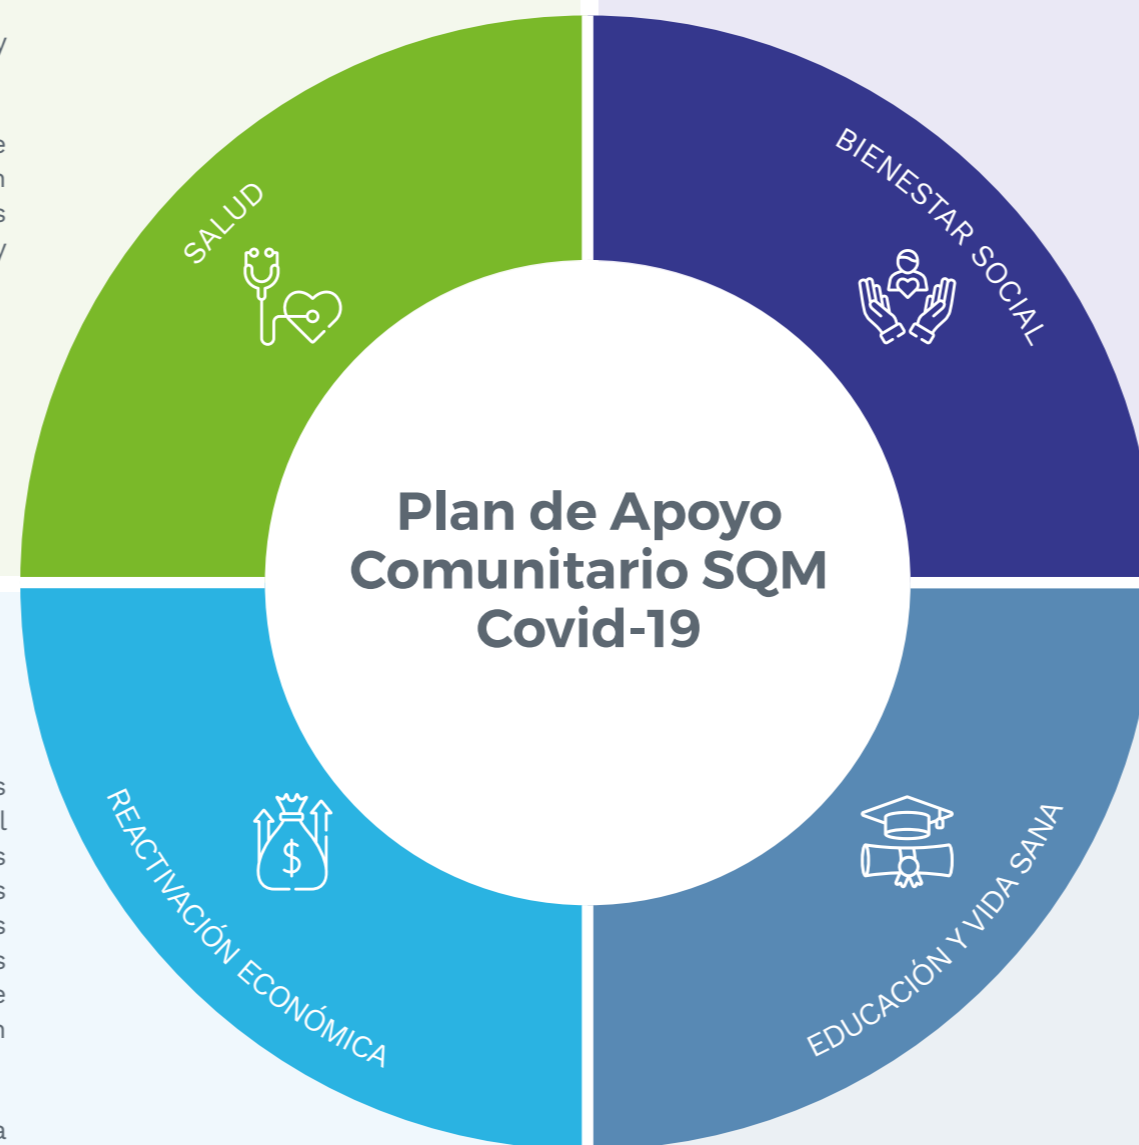 SALUD
BIENESTAR SOCIAL
Plan de Apoyo
Comunitario SQM
Covid-19
REACTIVACIÓN ECONÓMICA
$
EDUCACIÓN Y VIDA SANA